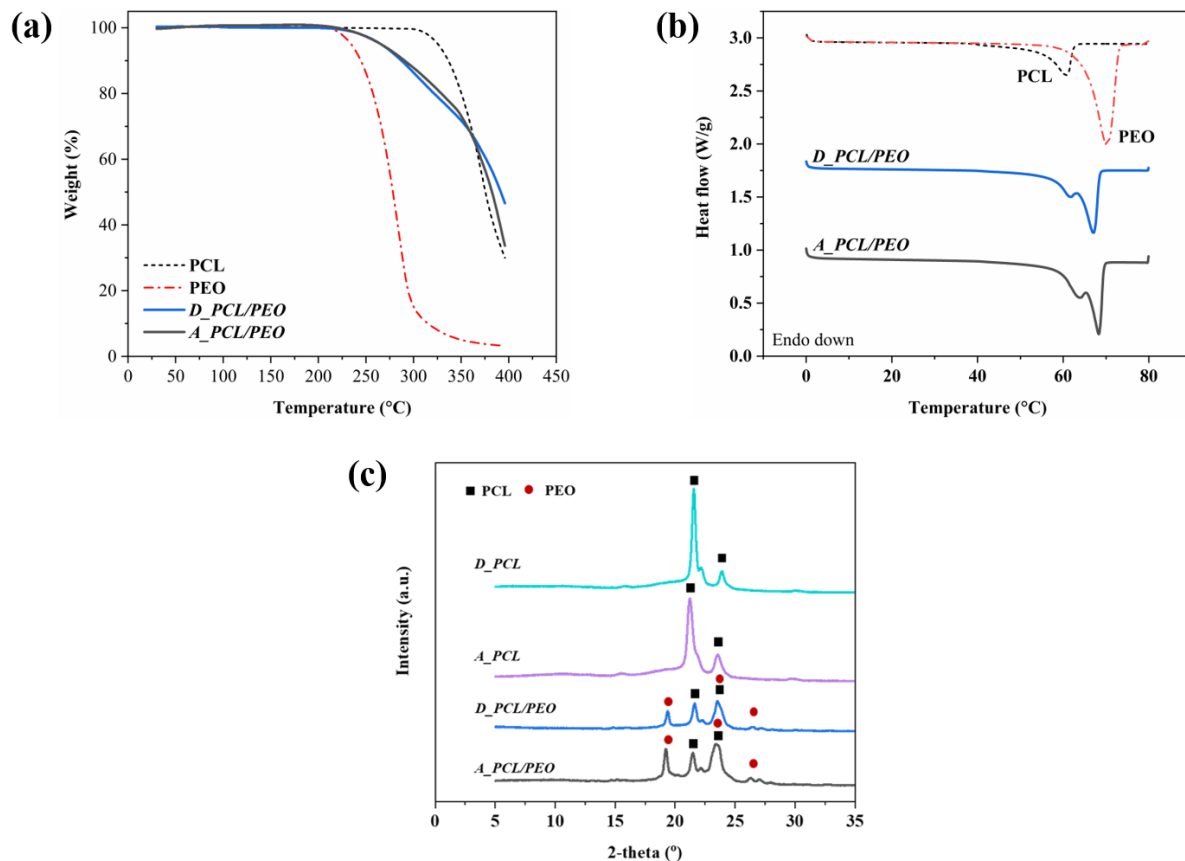 (a)
100
80
60
40
20
0
Weight (%)
PCL
PEO
D_PCL/PEO
A_PCL/PEO
0 50 100 150 200 250 300 350 400 450
Temperature (°C)
(b)
3.0
2.5
2.0
1.5
1.0
0.5
0.0
Heat flow (W/g)
PCL
PEO
D_PCL/PEO
A_PCL/PEO
Endo down
0 20 40 60 80
Temperature (°C)
(c)
PCL PEO
D_PCL
A_PCL
D_PCL/PEO
A_PCL/PEO
Intensity (a.u.)
0 5 10 15 20 25 30 35
2-theta (º)